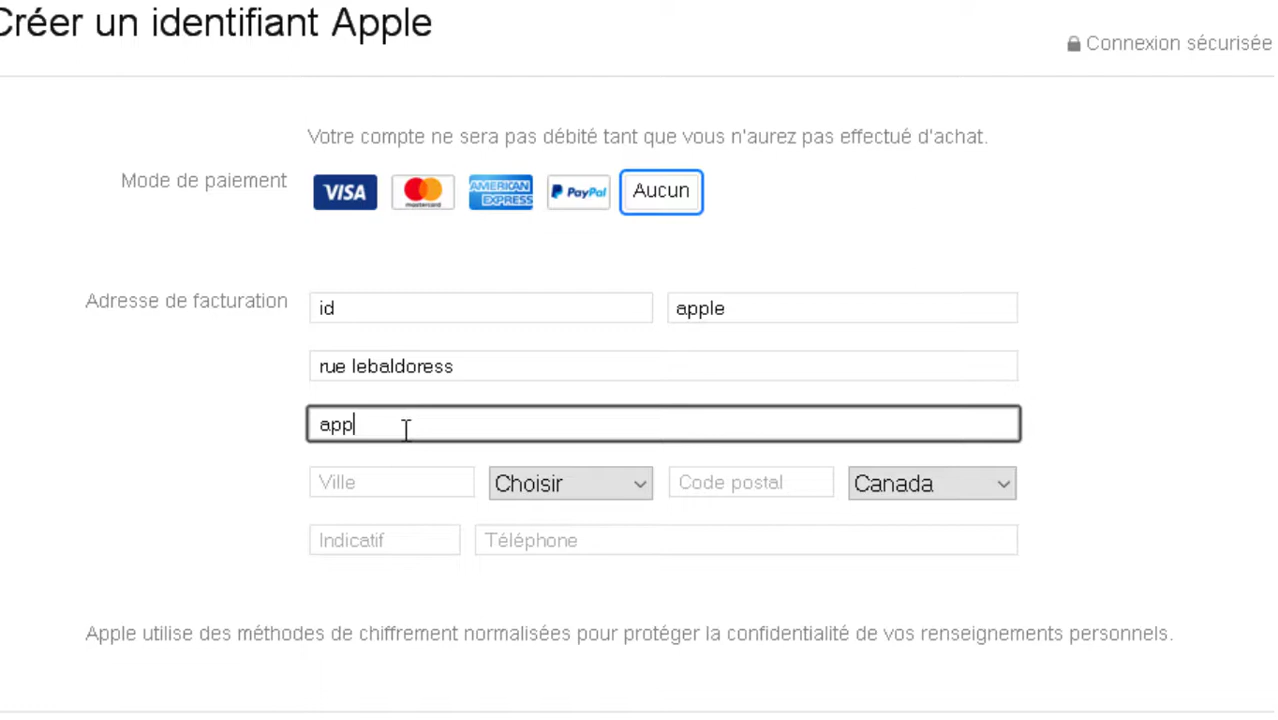 Créer un identifiant Apple
Connexion sécurisée
Votre compte ne sera pas débité tant que vous n'aurez pas effectué d'achat.
Mode de paiement VISA mastercard AMERICAN EXPRESS PayPal Aucun
Adresse de facturation id apple
rue lebaldoress
app
Ville Choisir Code postal Canada
Indicatif Téléphone
Apple utilise des méthodes de chiffrement normalisées pour protéger la confidentialité de vos renseignements personnels.